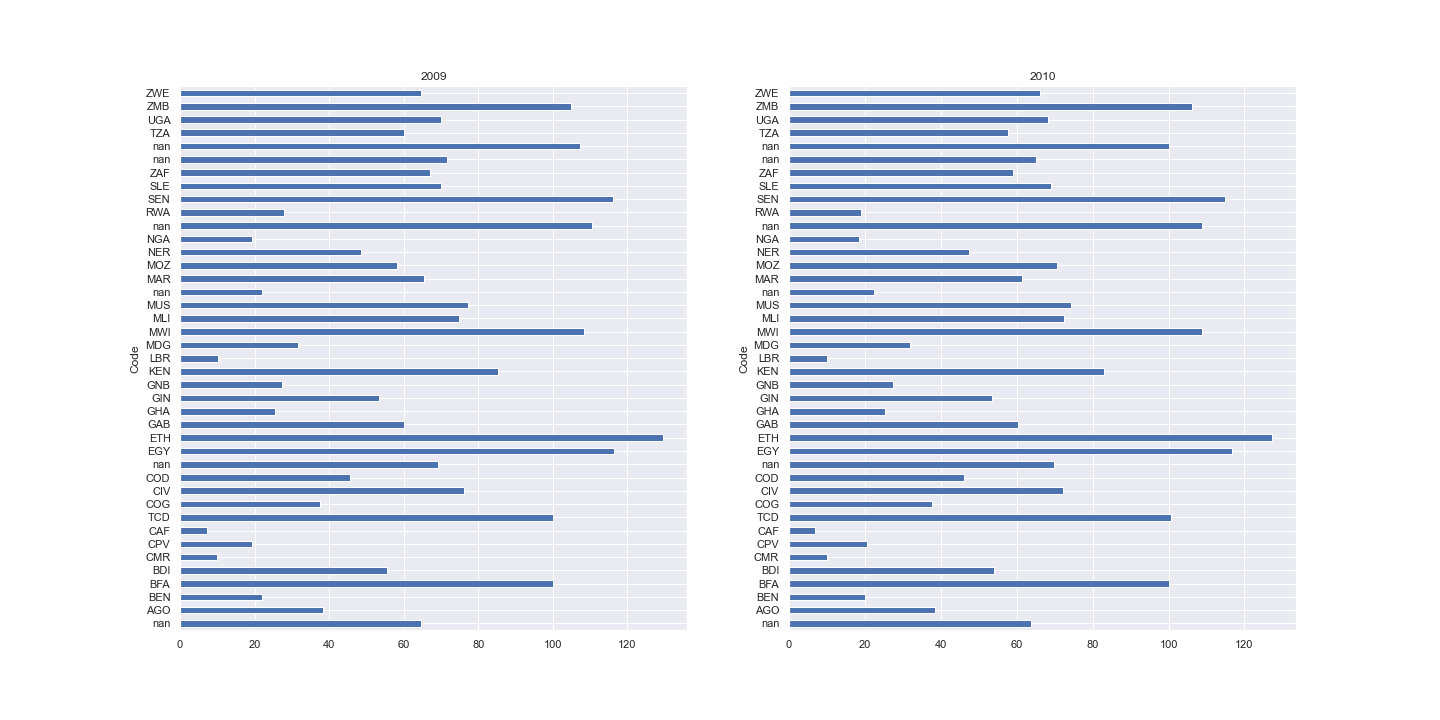 2009
ZWE
ZMB
UGA
TZA
nan
nan
ZAF
SLE
SEN
RWA
nan
NGA
NER
MOZ
MAR
nan
MUS
MLI
MWI
MDG
LBR
KEN
GNB
GIN
GHA
GAB
ETH
EGY
nan
COD
CIV
COG
TCD
CAF
CPV
CMR
BDI
BFA
BEN
AGO
nan
Code
0 20 40 60 80 100 120
2010
ZWE
ZMB
UGA
TZA
nan
nan
ZAF
SLE
SEN
RWA
nan
NGA
NER
MOZ
MAR
nan
MUS
MLI
MWI
MDG
LBR
KEN
GNB
GIN
GHA
GAB
ETH
EGY
nan
COD
CIV
COG
TCD
CAF
CPV
CMR
BDI
BFA
BEN
AGO
nan
Code
0 20 40 60 80 100 120